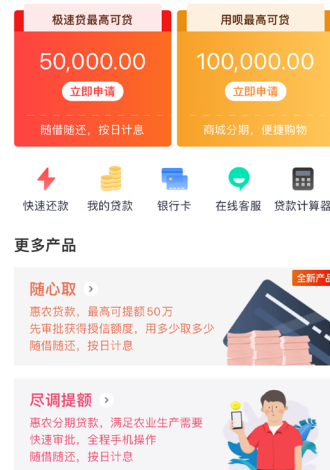 极速贷最高可贷
用呗最高可贷
50,000.00
100,000.00
立即申请
立即申请
随借随还，按日计息
商城分期，便捷购物
快速还款
我的贷款
银行卡
在线客服
贷款计算器
更多产品
全新产品
随心取
惠农贷款，最高可提额50万
先审批获得授信额度，用多少取多少
随借随还，按日计息
尽调提额
惠农分期贷款，满足农业生产需要
快速审批，全程手机操作
随借随还，按日计息